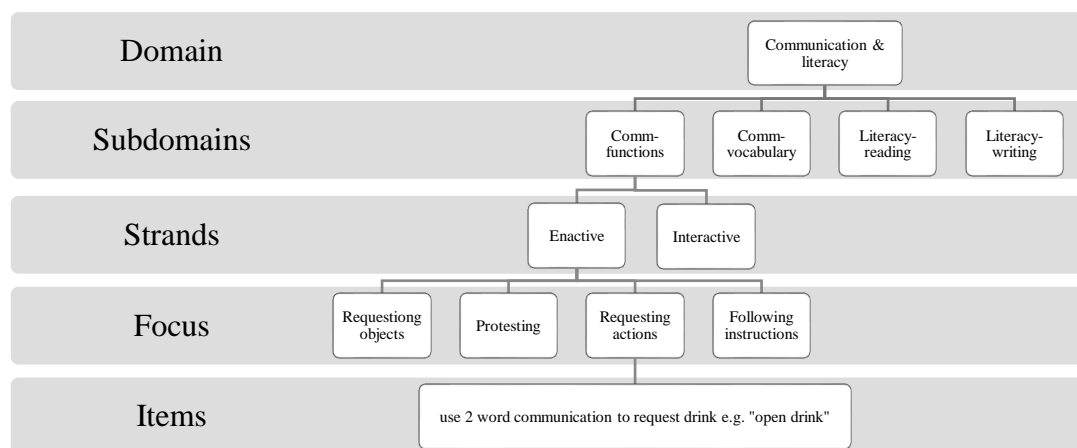 Domain
Communication &
literacy
Subdomains
Comm-
functions
Comm-
vocabulary
Literacy-
reading
Literacy-
writing
Strands
Enactive
Interactive
Focus
Requestiong
objects
Protesting
Requesting
actions
Following
instructions
Items
use 2 word communication to request drink e.g. "open drink"